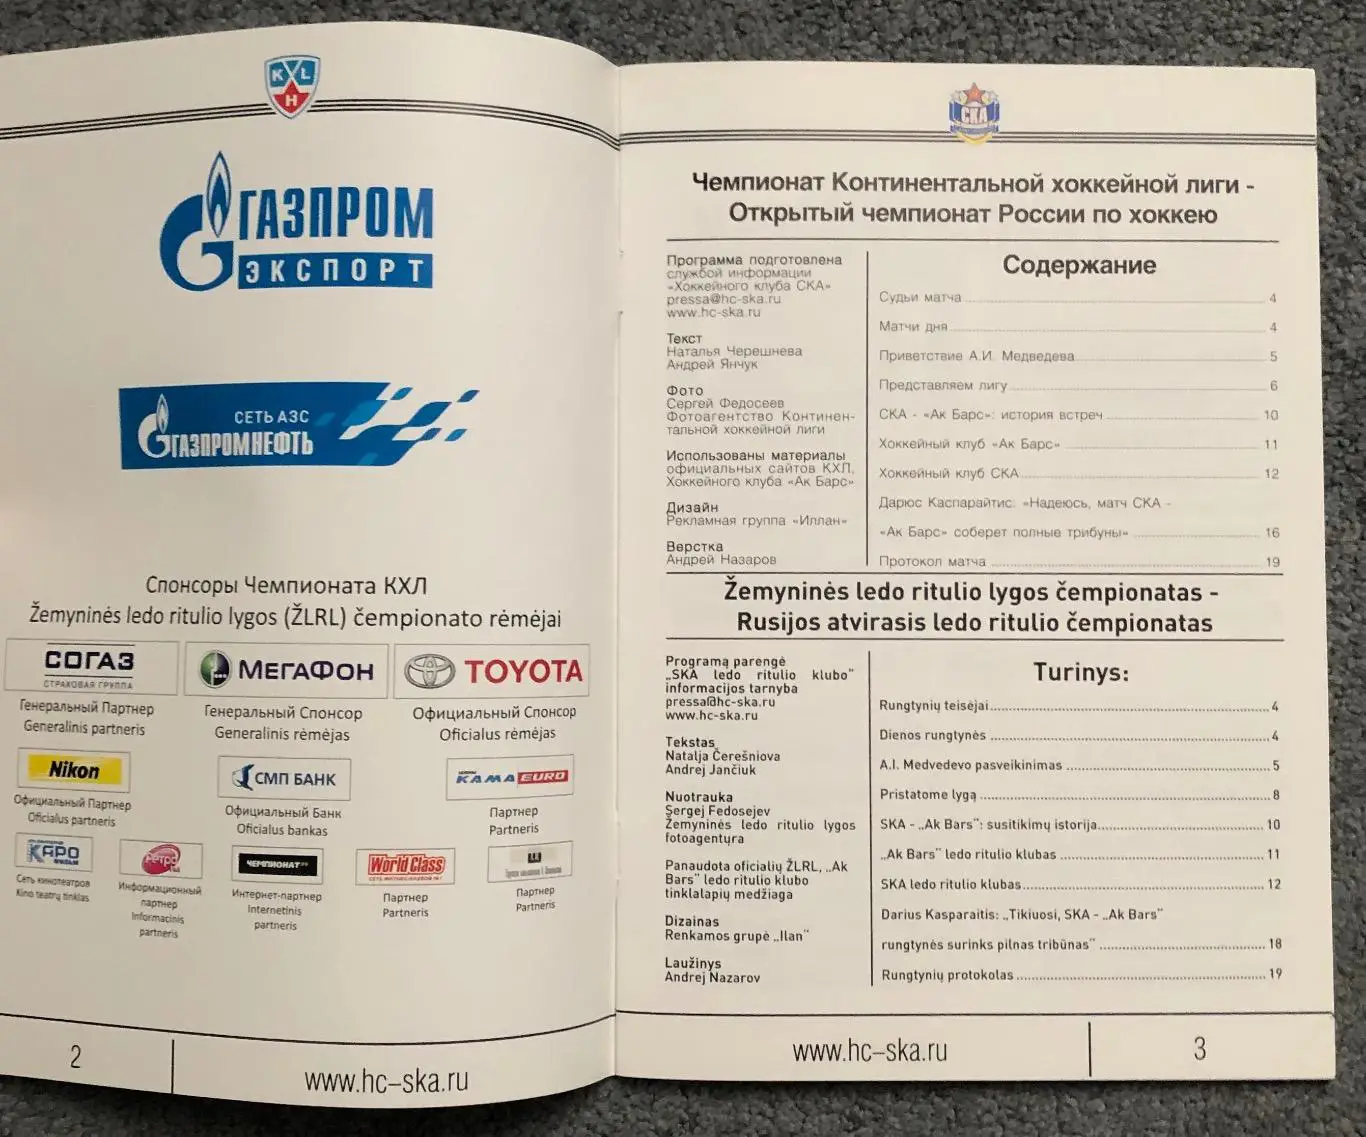 KHL
ГАЗПРОМ
ЭКСПОРТ
СЕТЬ АЗС
ГАЗПРОМНЕФТЬ
Спонсоры Чемпионата КХЛ
Žemyninės ledo ritulio lygos (ŽLRL) čempionato rėmėjai
СОГАЗ
СТРАХОВАЯ ГРУППА
Генеральный Партнер
Generalinis partneris
МЕГАФОН
Генеральный Спонсор
Generalinis rėmėjas
TOYOTA
Официальный Спонсор
Oficialus rėmėjas
Nikon
Официальный Партнер
Oficialus partneris
СМП БАНК
Официальный Банк
Oficialus bankas
КАМА EURO
Партнер
Partneris
КАРО
ФИЛЬМ
Сеть кинотеатров
Kino teatrų tinklas
РЕТРО
FM
Информационный
партнер
Informacinis
partneris
ЧЕМПИОНАТ
Интернет-партнер
Internetinis
partneris
World Class
СЕТЬ ФИТНЕС-КЛУБОВ №1
Партнер
Partneris
Партнер
Partneris
2
www.hc-ska.ru
СКА
Чемпионат Континентальной хоккейной лиги -
Открытый чемпионат России по хоккею
Программа подготовлена
службой информации
«Хоккейного клуба СКА»
pressa@hc-ska.ru
www.hc-ska.ru
Текст
Наталья Черешнева
Андрей Янчук
Фото
Сергей Федосеев
Фотоагентство Континен-
тальной хоккейной лиги
Использованы материалы
официальных сайтов КХЛ,
Хоккейного клуба «Ак Барс»
Дизайн
Рекламная группа «Иллан»
Верстка
Андрей Назаров
Содержание
Судьи матча 4
Матчи дня 4
Приветствие А.И. Медведева 5
Представляем лигу 6
СКА - «Ак Барс»: история встреч 10
Хоккейный клуб «Ак Барс» 11
Хоккейный клуб СКА 12
Дарюс Каспарайтис: «Надеюсь, матч СКА -
«Ак Барс» соберет полные трибуны» 16
Протокол матча 19
Žemyninės ledo ritulio lygos čempionatas -
Rusijos atvirasis ledo ritulio čempionatas
Programą parengė
„SKA ledo ritulio klubo“
informacijos tarnyba
pressa@hc-ska.ru
www.hc-ska.ru
Tekstas
Natalja Čerešniova
Andrej Jančiuk
Nuotrauka
Sergej Fedosejev
Žemyninės ledo ritulio lygos
fotoagentūra
Panaudota oficialių ŽLRL, „Ak
Bars“ ledo ritulio klubo
tinklalapių medžiaga
Dizainas
Renkamos grupė „Ilan“
Laužinys
Andrej Nazarov
Turinys:
Rungtynių teisėjai 4
Dienos rungtynės 4
A.I. Medvedevo pasveikinimas 5
Pristatome lygą 8
SKA - „Ak Bars“: susitikimų istorija 10
„Ak Bars“ ledo ritulio klubas 11
SKA ledo ritulio klubas 12
Darius Kasparaitis: „Tikiuosi, SKA - „Ak Bars“
rungtynės surinks pilnas tribūnas“ 18
Rungtynių protokolas 19
www.hc-ska.ru
3